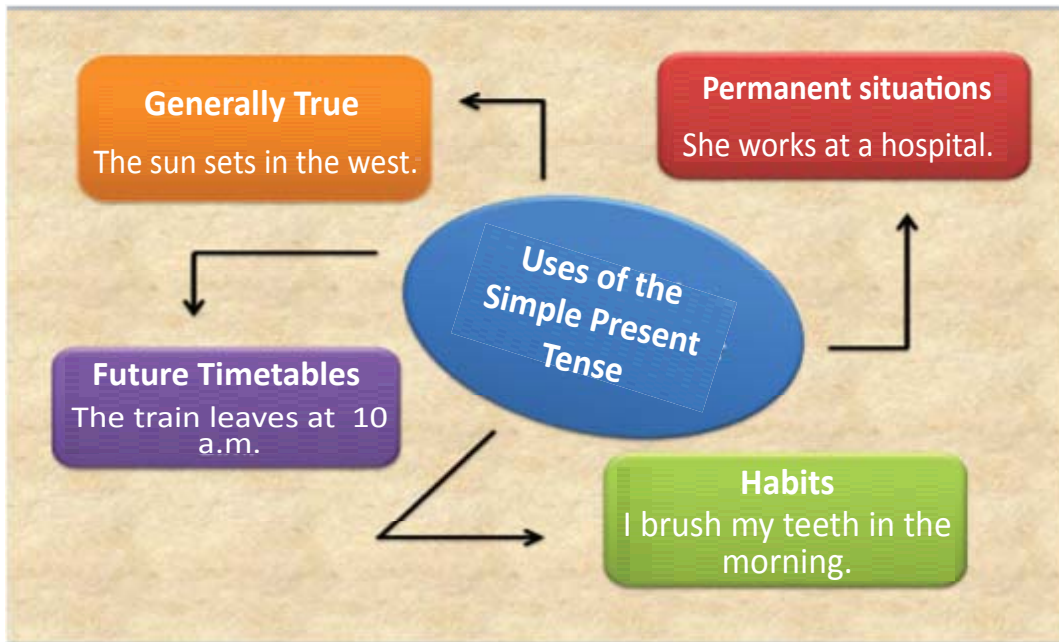 Generally True
The sun sets in the west.
Permanent situations
She works at a hospital.
Uses of the
Simple Present
Tense
Future Timetables
The train leaves at 10
a.m.
Habits
I brush my teeth in the
morning.